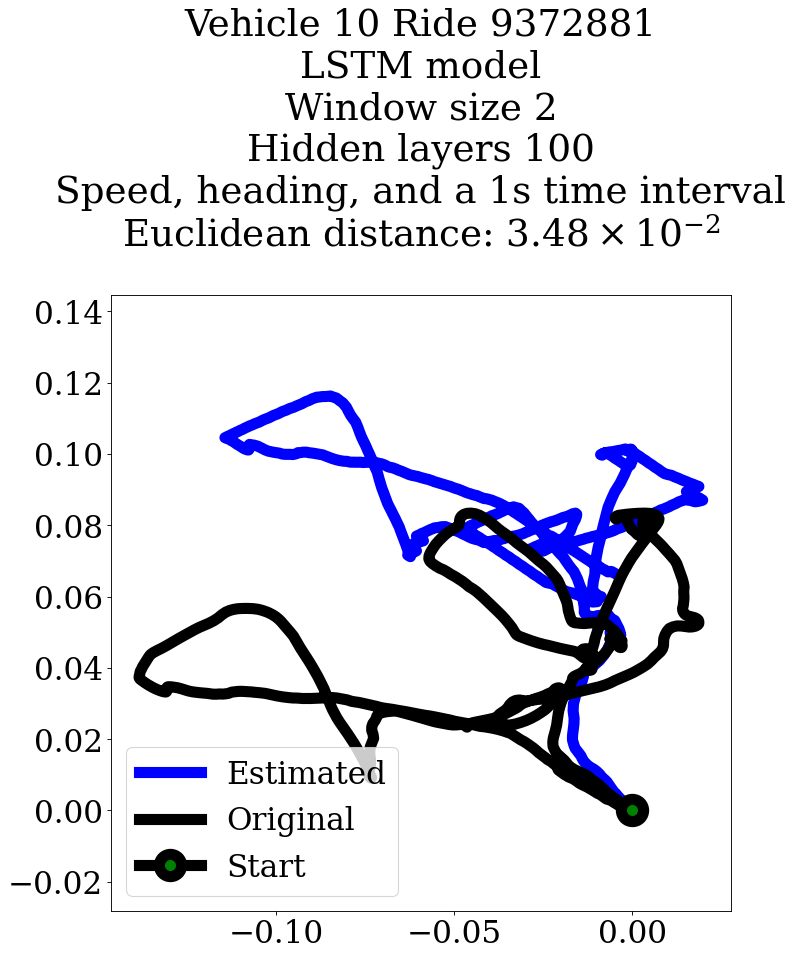 Vehicle 10 Ride 9372881
LSTM model
Window size 2
Hidden layers 100
Speed, heading, and a 1s time interval
Euclidean distance: 3.48 × 10⁻²
0.14
0.12
0.10
0.08
0.06
0.04
0.02
0.00
−0.02
Estimated
Original
Start
−0.10
−0.05
0.00